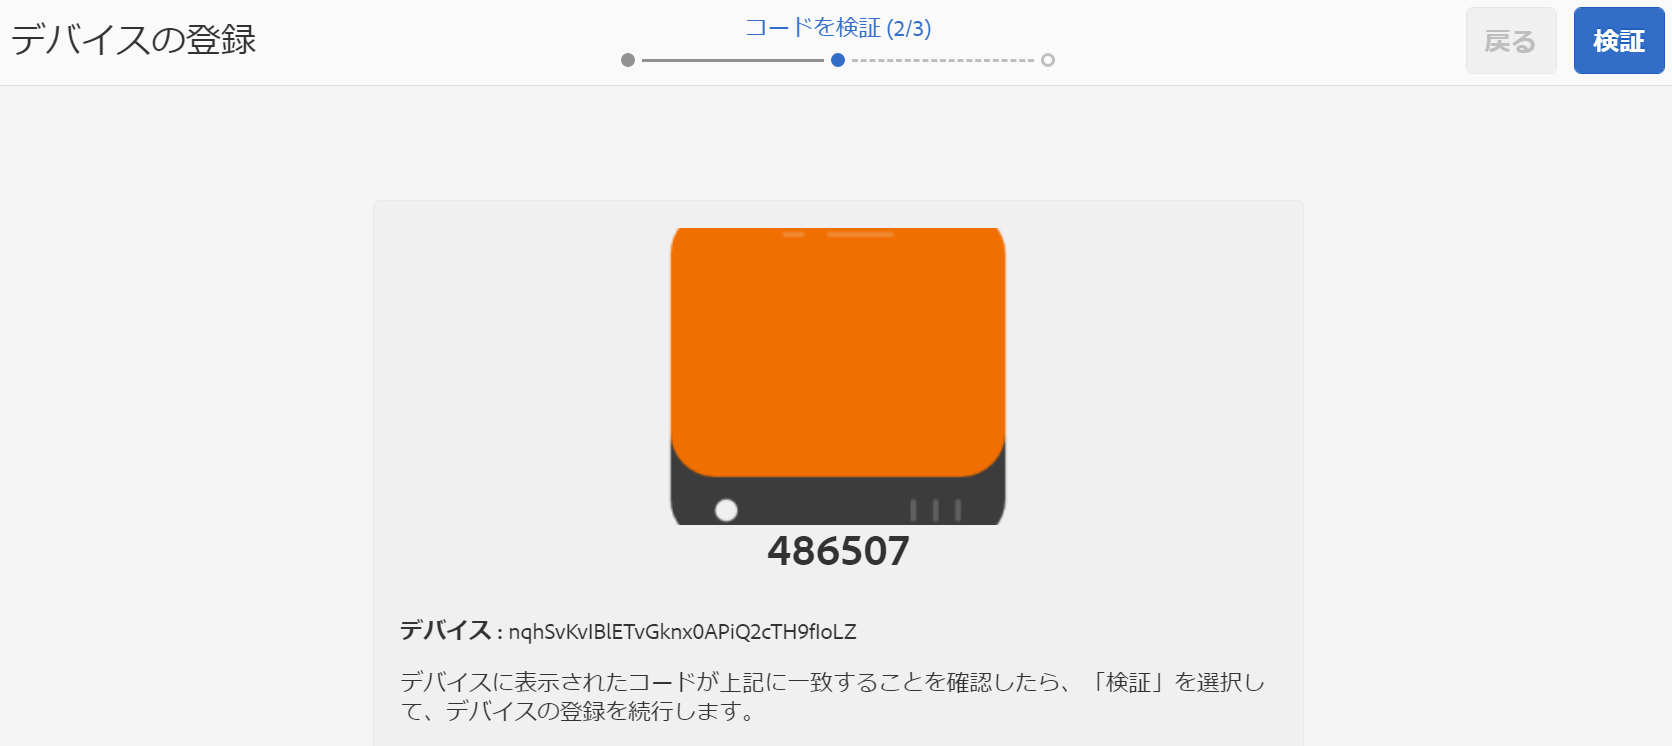 デバイスの登録
コードを検証 (2/3)
戻る
検証
486507
デバイス : nqhSvKvIBlETvGknx0APiQ2cTH9fIoLZ
デバイスに表示されたコードが上記に一致することを確認したら、「検証」を選択し
て、デバイスの登録を続行します。